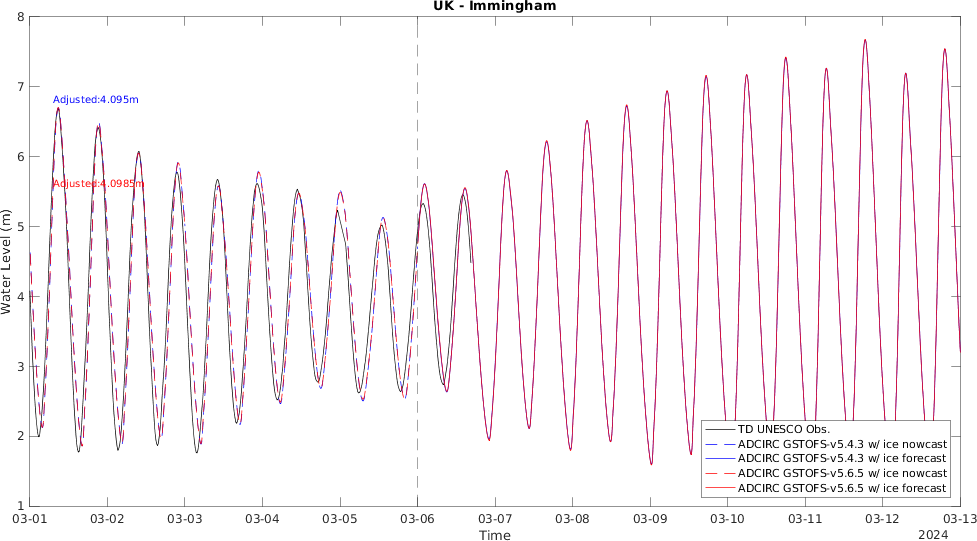 UK - Immingham
8
7
6
5
4
3
2
1
Water Level (m)
Adjusted:4.095m
Adjusted:4.0985m
TD UNESCO Obs.
ADCIRC GSTOFS-v5.4.3 w/ ice nowcast
ADCIRC GSTOFS-v5.4.3 w/ ice forecast
ADCIRC GSTOFS-v5.6.5 w/ ice nowcast
ADCIRC GSTOFS-v5.6.5 w/ ice forecast
03-01 03-02 03-03 03-04 03-05 03-06 03-07 03-08 03-09 03-10 03-11 03-12 03-13
Time
2024